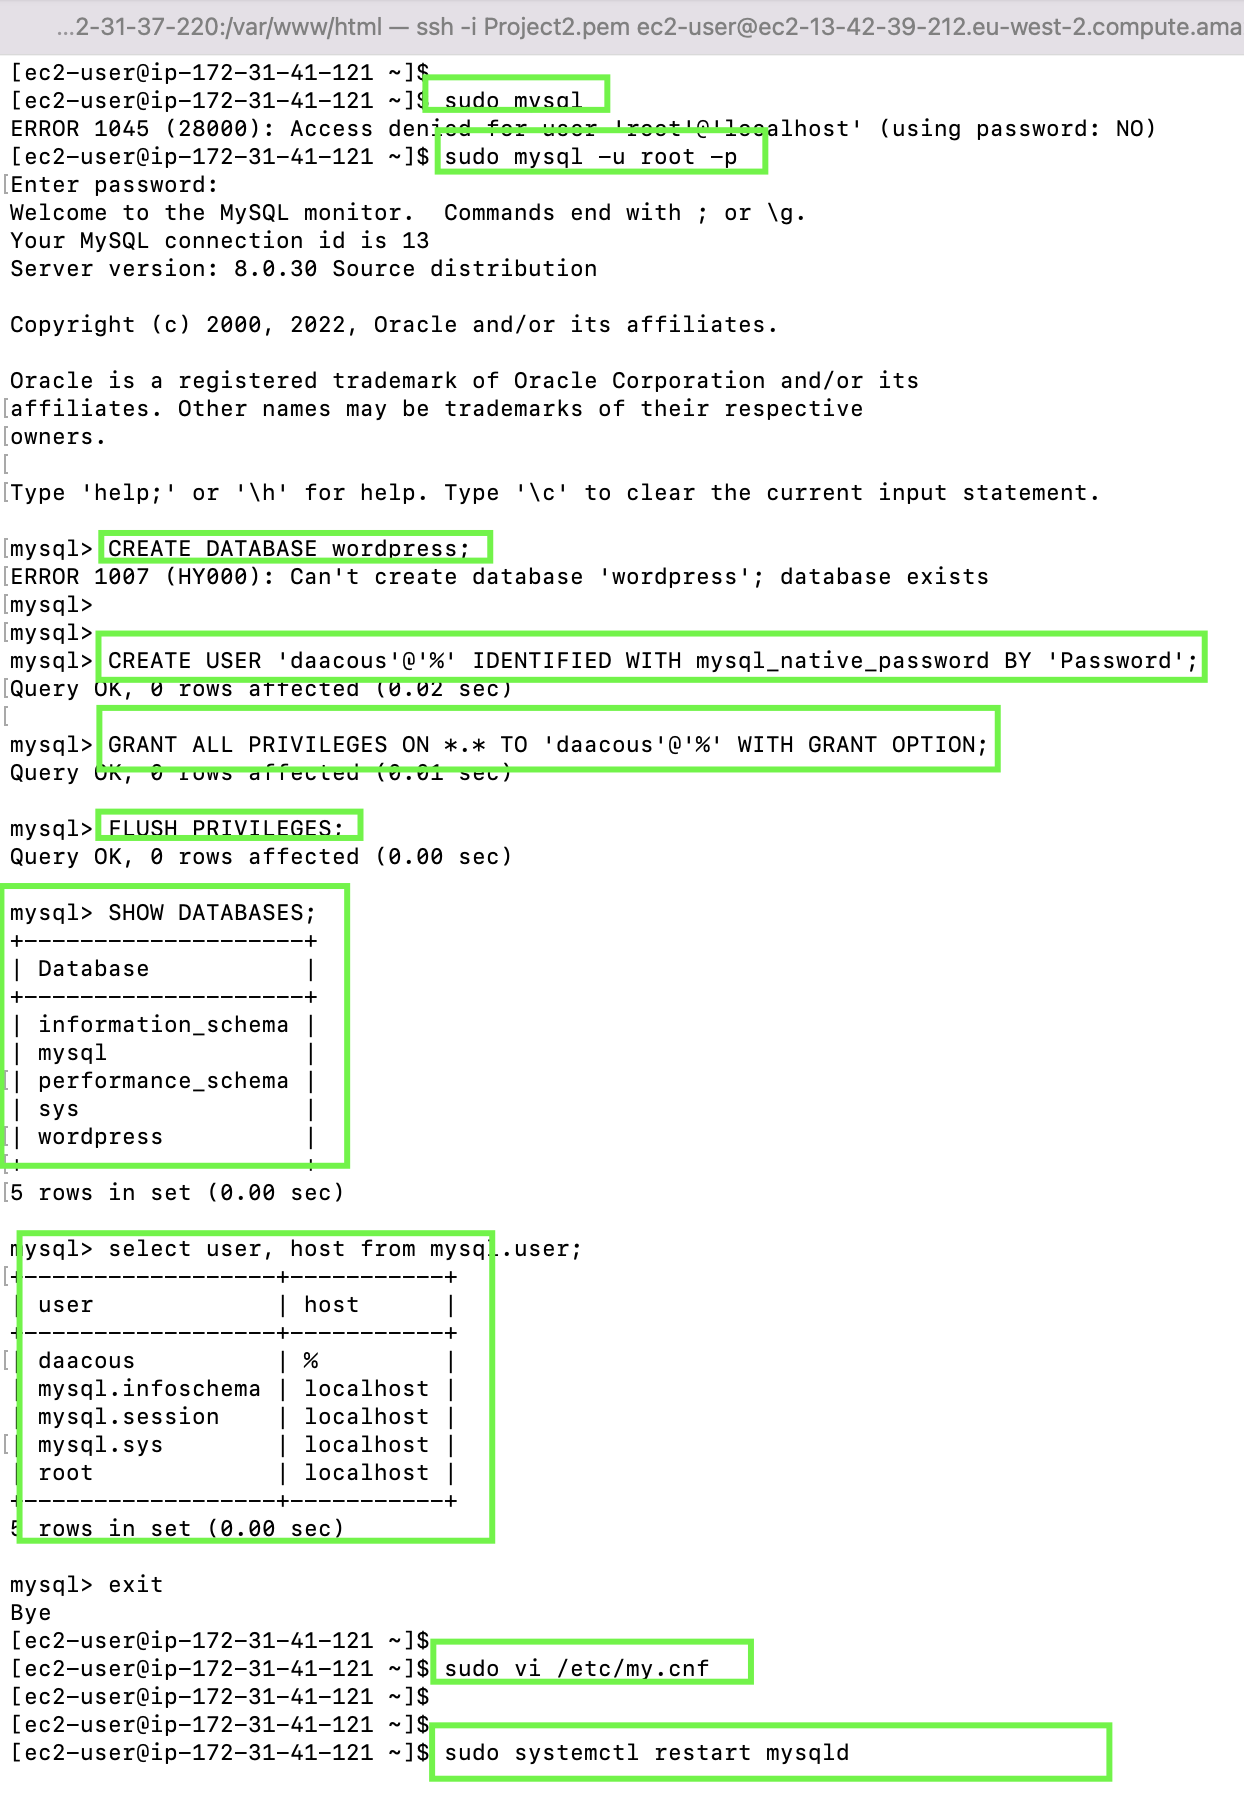 ...2-31-37-220:/var/www/html — ssh -i Project2.pem ec2-user@ec2-13-42-39-212.eu-west-2.compute.ama
[ec2-user@ip-172-31-41-121 ~]$
[ec2-user@ip-172-31-41-121 ~]$ sudo mysql
ERROR 1045 (28000): Access denied for user 'root'@'localhost' (using password: NO)
[ec2-user@ip-172-31-41-121 ~]$ sudo mysql -u root -p
[Enter password:
Welcome to the MySQL monitor.  Commands end with ; or \g.
Your MySQL connection id is 13
Server version: 8.0.30 Source distribution

Copyright (c) 2000, 2022, Oracle and/or its affiliates.

Oracle is a registered trademark of Oracle Corporation and/or its
[affiliates. Other names may be trademarks of their respective
[owners.
[
[Type 'help;' or '\h' for help. Type '\c' to clear the current input statement.

[mysql> CREATE DATABASE wordpress;
[ERROR 1007 (HY000): Can't create database 'wordpress'; database exists
[mysql>
[mysql>
mysql> CREATE USER 'daacous'@'%' IDENTIFIED WITH mysql_native_password BY 'Password';
[Query OK, 0 rows affected (0.02 sec)
[
mysql> GRANT ALL PRIVILEGES ON *.* TO 'daacous'@'%' WITH GRANT OPTION;
Query OK, 0 rows affected (0.01 sec)

mysql> FLUSH PRIVILEGES;
Query OK, 0 rows affected (0.00 sec)

mysql> SHOW DATABASES;
+--------------------+
| Database           |
+--------------------+
| information_schema |
| mysql              |
[| performance_schema |
| sys                |
[| wordpress          |
[+--------------------+
[5 rows in set (0.00 sec)

mysql> select user, host from mysql.user;
[+------------------+-----------+
| user             | host      |
+------------------+-----------+
[| daacous          | %         |
| mysql.infoschema | localhost |
| mysql.session    | localhost |
[| mysql.sys        | localhost |
| root             | localhost |
+------------------+-----------+
5 rows in set (0.00 sec)

mysql> exit
Bye
[ec2-user@ip-172-31-41-121 ~]$
[ec2-user@ip-172-31-41-121 ~]$ sudo vi /etc/my.cnf
[ec2-user@ip-172-31-41-121 ~]$
[ec2-user@ip-172-31-41-121 ~]$
[ec2-user@ip-172-31-41-121 ~]$ sudo systemctl restart mysqld